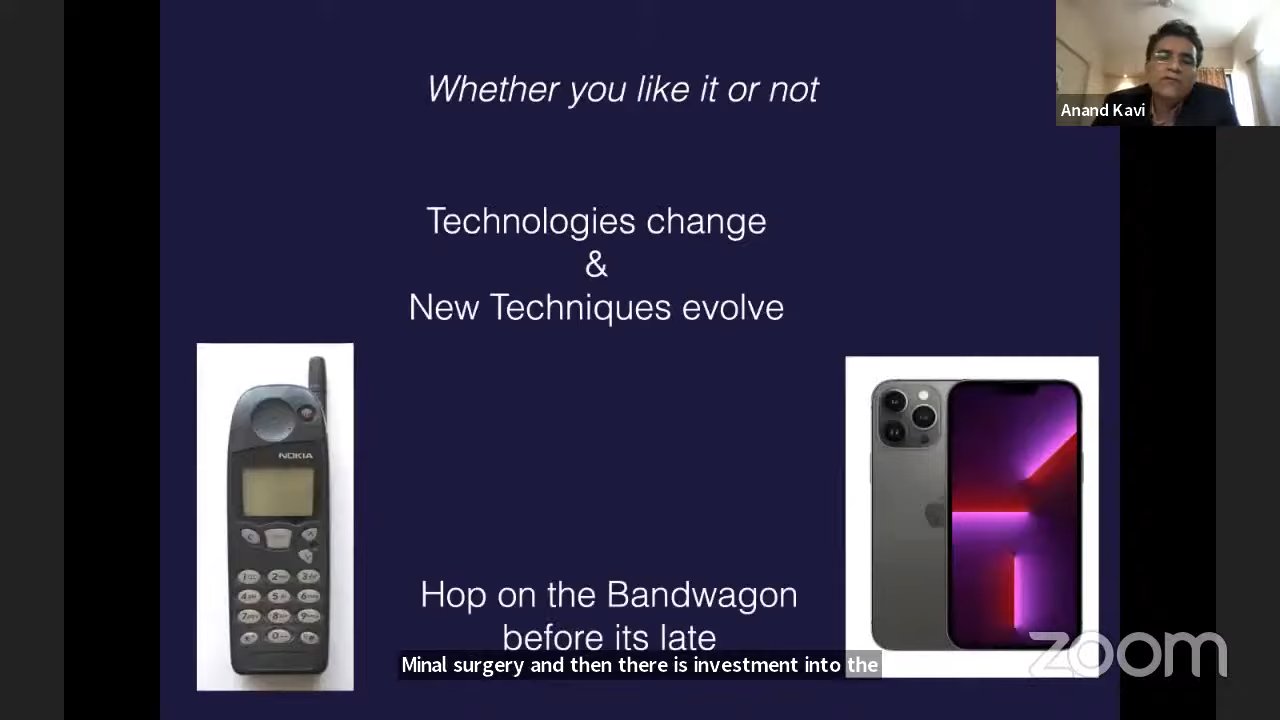 Whether you like it or not
Anand Kavi
Technologies change
&
New Techniques evolve
NOKIA
Hop on the Bandwagon
before its late
Minal surgery and then there is investment into the
zoom